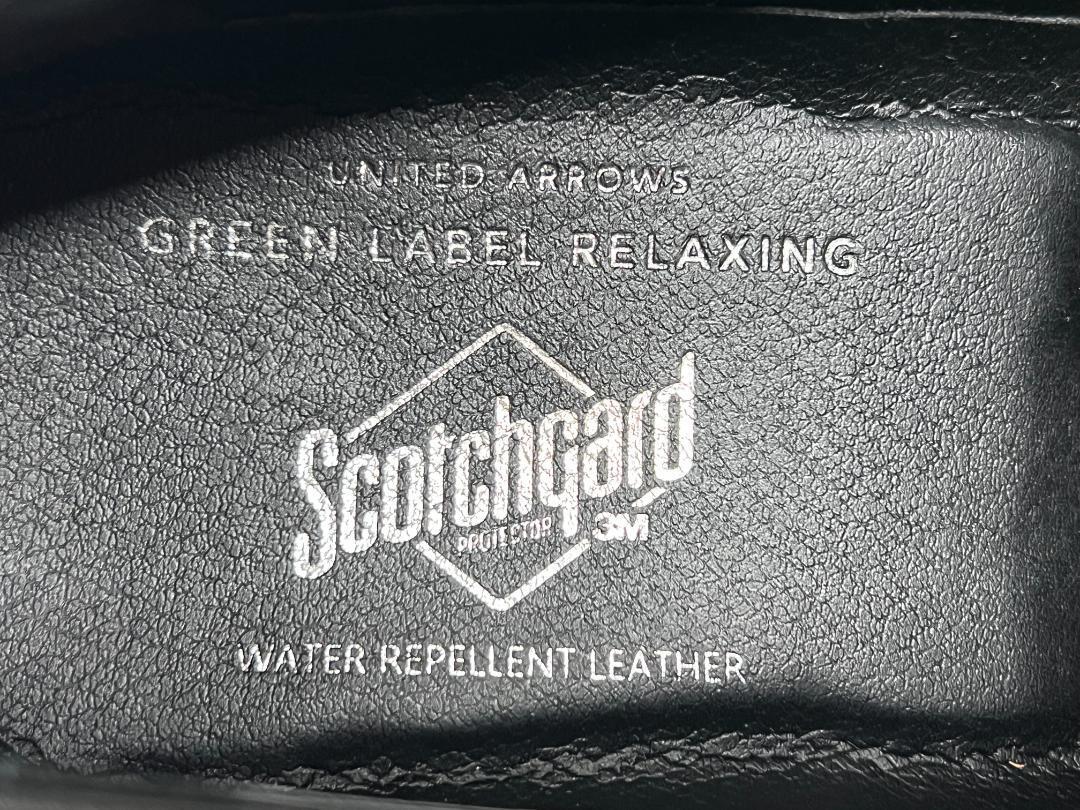 UNITED ARROWS
GREEN LABEL RELAXING
Scotchgard
PROTECTOR
3M
WATER REPELLENT LEATHER